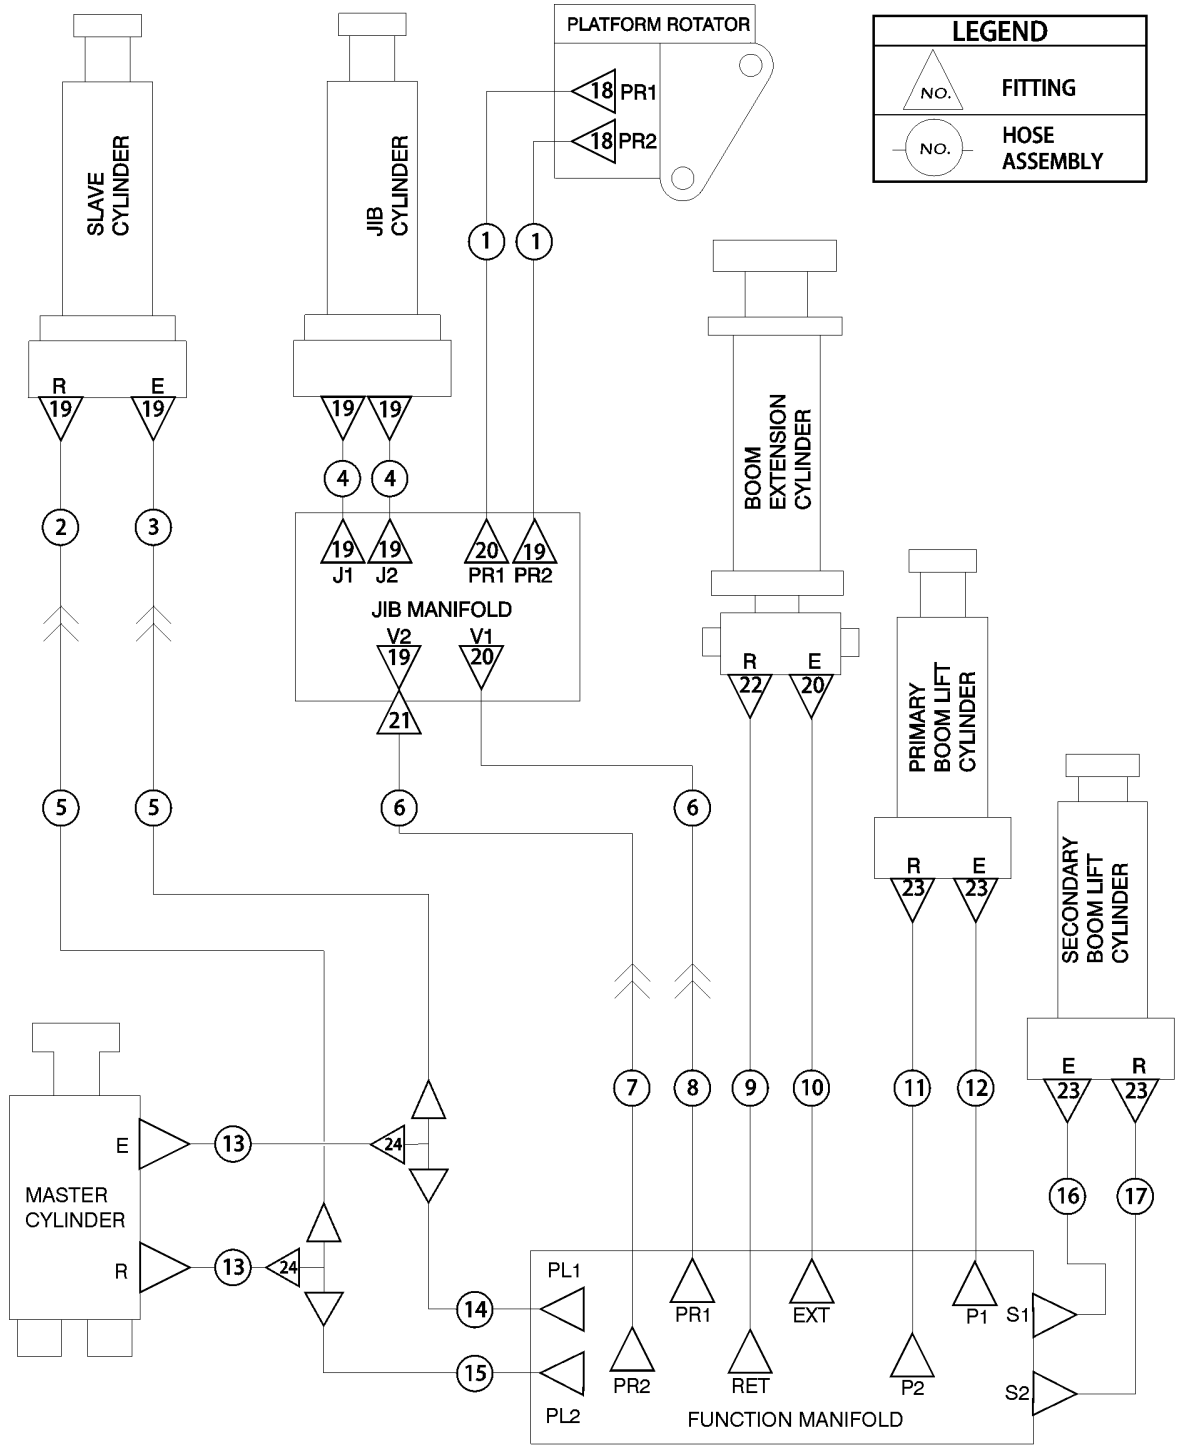 PLATFORM ROTATOR
18 PR1
18 PR2
LEGEND
NO.
FITTING
NO.
HOSE
ASSEMBLY
SLAVE
CYLINDER
JIB
CYLINDER
1
1
R
E
19
19
19
19
4
4
2
3
19
19
20
19
J1
J2
PR1
PR2
JIB MANIFOLD
V2
V1
19
20
21
BOOM
EXTENSION
CYLINDER
R
E
22
20
PRIMARY
BOOM LIFT
CYLINDER
R
E
23
23
SECONDARY
BOOM LIFT
CYLINDER
E
R
23
23
5
5
6
6
7
8
9
10
11
12
16
17
MASTER
CYLINDER
E
13
24
R
13
24
14
15
PL1
PL2
PR2
PR1
RET
EXT
P2
P1
S1
S2
FUNCTION MANIFOLD